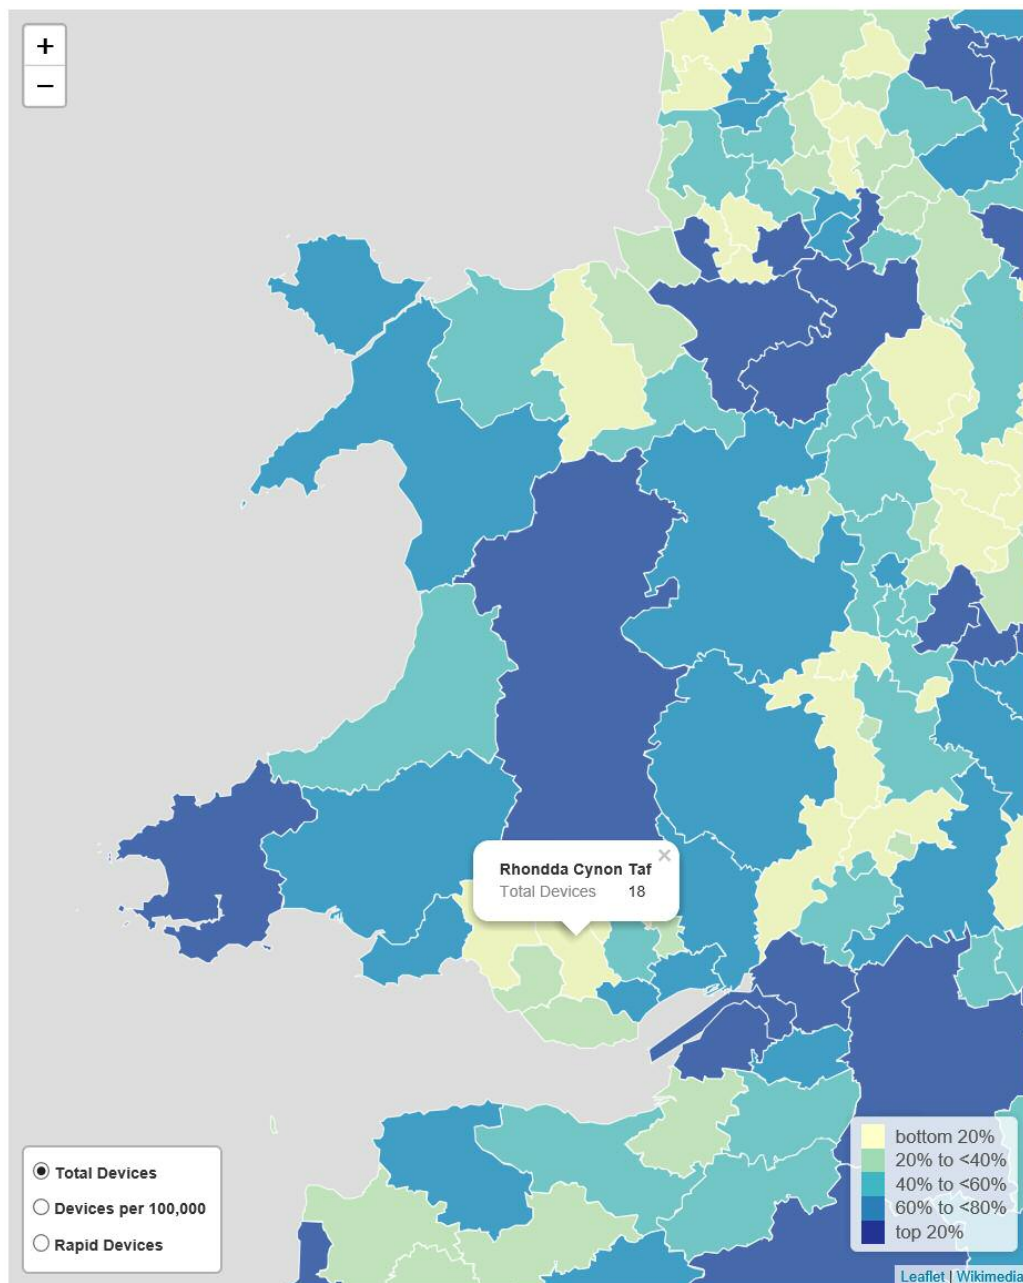 +
−
Rhondda Cynon Taf ×
Total Devices 18
Total Devices
Devices per 100,000
Rapid Devices
bottom 20%
20% to <40%
40% to <60%
60% to <80%
top 20%
Leaflet | Wikimedia